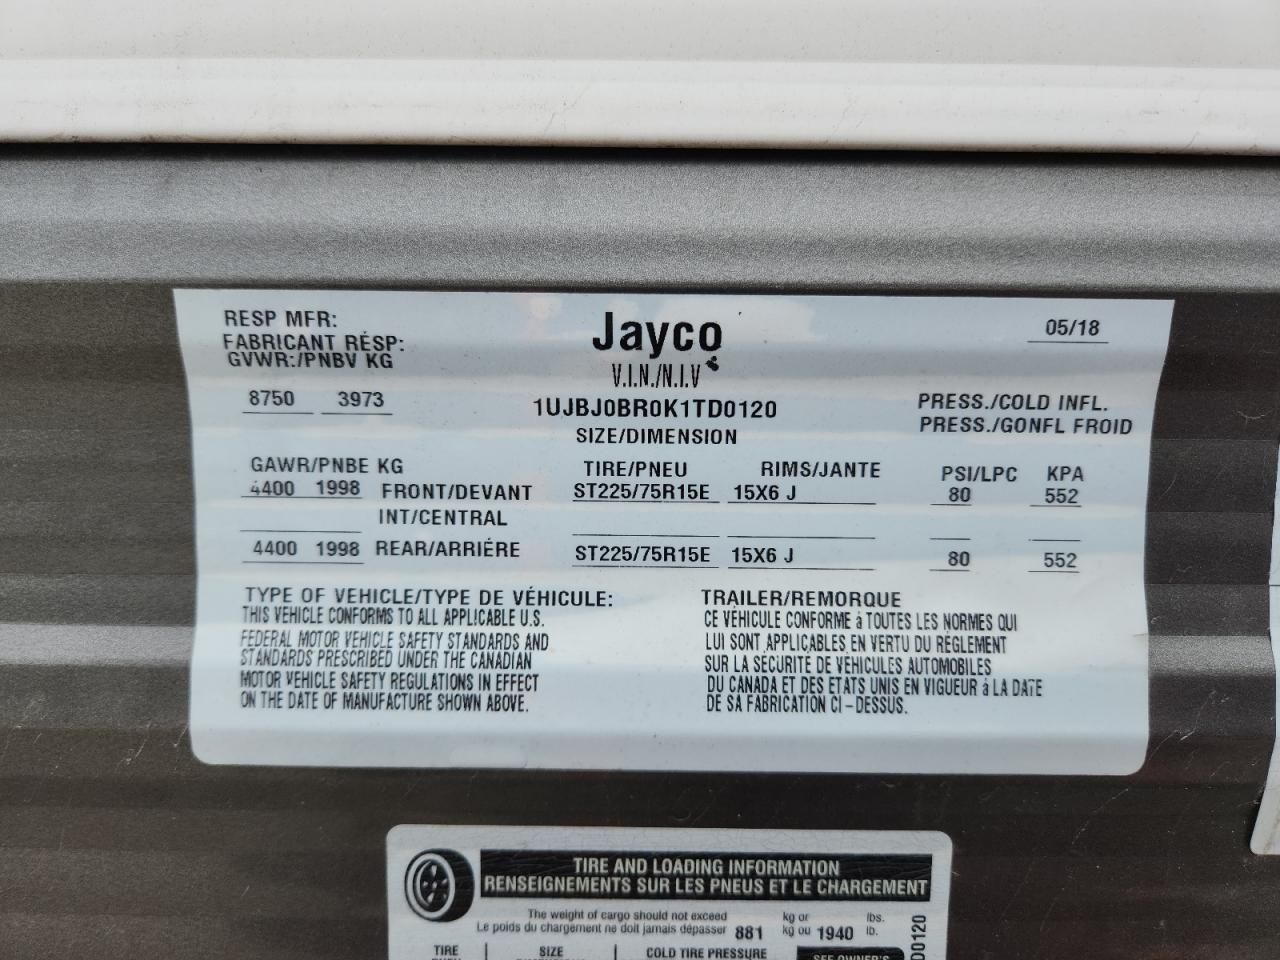 RESP MFR: Jayco 05/18
FABRICANT RÉSP:
GVWR:/PNBV KG V.I.N./N.I.V
8750 3973 1UJBJ0BR0K1TD0120 PRESS./COLD INFL.
SIZE/DIMENSION PRESS./GONFL FROID
GAWR/PNBE KG TIRE/PNEU RIMS/JANTE PSI/LPC KPA
4400 1998 FRONT/DEVANT ST225/75R15E 15X6 J 80 552
INT/CENTRAL
4400 1998 REAR/ARRIÉRE ST225/75R15E 15X6 J 80 552
TYPE OF VEHICLE/TYPE DE VÉHICULE: TRAILER/REMORQUE
THIS VEHICLE CONFORMS TO ALL APPLICABLE U.S.
FEDERAL MOTOR VEHICLE SAFETY STANDARDS AND
STANDARDS PRESCRIBED UNDER THE CANADIAN
MOTOR VEHICLE SAFETY REGULATIONS IN EFFECT
ON THE DATE OF MANUFACTURE SHOWN ABOVE.
CE VÉHICULE CONFORME à TOUTES LES NORMES QUI
LUI SONT APPLICABLES EN VERTU DU RÉGLEMENT
SUR LA SÉCURITÉ DE VÉHICULES AUTOMOBILES
DU CANADA ET DES ETATS UNIS EN VIGUEUR à LA DATE
DE SA FABRICATION CI-DESSUS.
TIRE AND LOADING INFORMATION
RENSEIGNEMENTS SUR LES PNEUS ET LE CHARGEMENT
The weight of cargo should not exceed kg or lbs.
Le poids du chargement ne doit jamais dépasser 881 kg ou 1940 lb.
TIRE SIZE COLD TIRE PRESSURE SEE OWNER'S
D0120